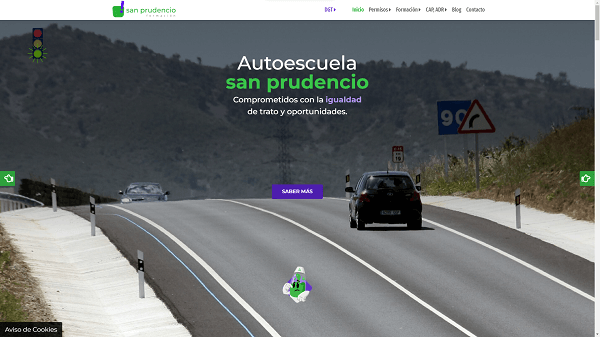 san prudencio
formación
DGT
Inicio
Permisos
Formación
CAP, ADR
Blog
Contacto
Autoescuela
san prudencio
Comprometidos con la igualdad
de trato y oportunidades.
90
SABER MÁS
Aviso de Cookies